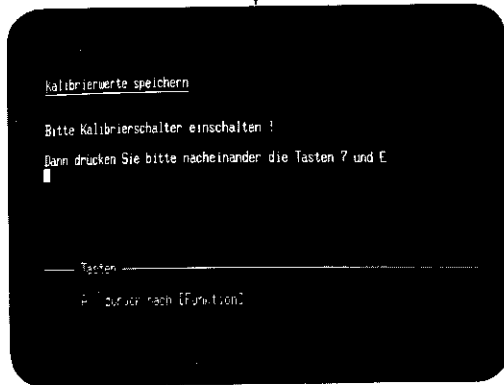 Kalibrierwerte speichern
Bitte Kalibrierschalter einschalten !
Dann drücken Sie bitte nacheinander die Tasten 7 und E
Tasten
zurück nach [Funktion]